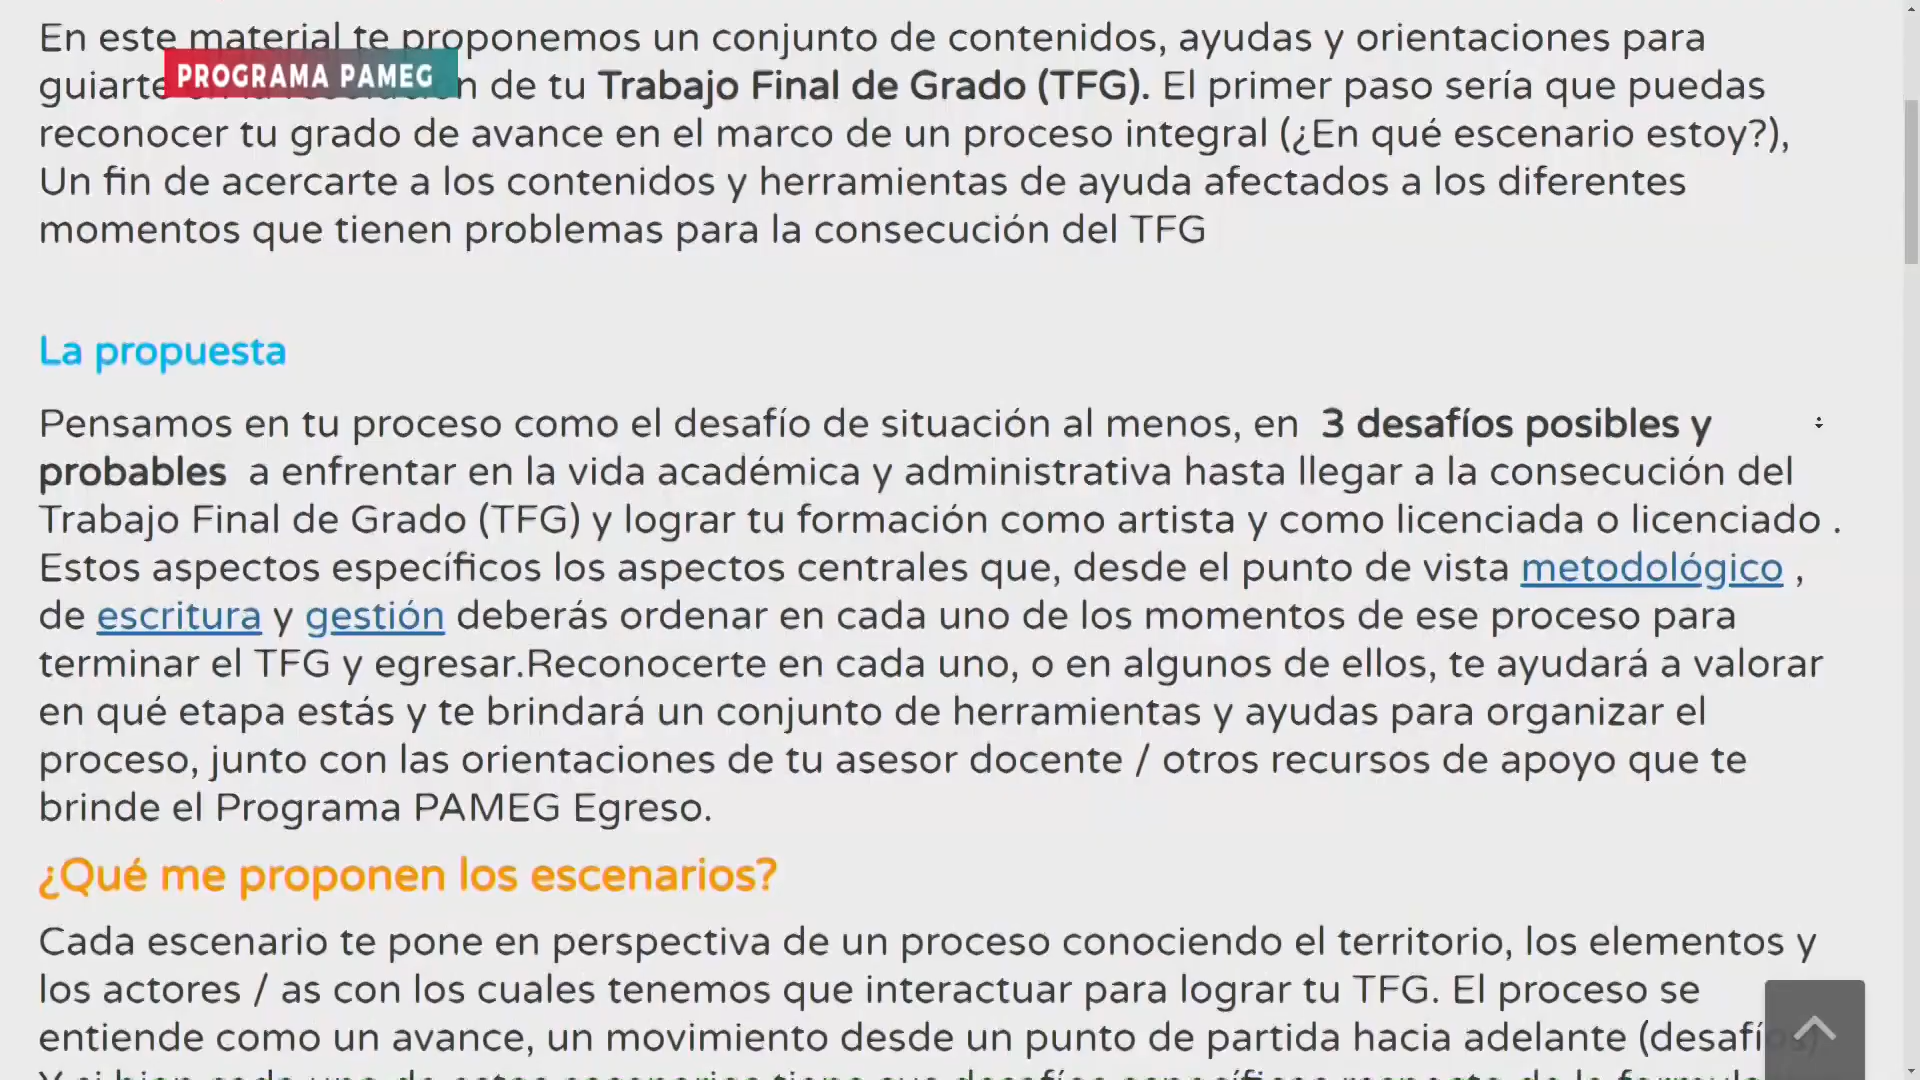 En este material te proponemos un conjunto de contenidos, ayudas y orientaciones para
PROGRAMA PAMEG
guiarte de tu Trabajo Final de Grado (TFG). El primer paso sería que puedas
reconocer tu grado de avance en el marco de un proceso integral (¿En qué escenario estoy?),
Un fin de acercarte a los contenidos y herramientas de ayuda afectados a los diferentes
momentos que tienen problemas para la consecución del TFG
La propuesta
Pensamos en tu proceso como el desafío de situación al menos, en 3 desafíos posibles y
probables a enfrentar en la vida académica y administrativa hasta llegar a la consecución del
Trabajo Final de Grado (TFG) y lograr tu formación como artista y como licenciada o licenciado .
Estos aspectos específicos los aspectos centrales que, desde el punto de vista metodológico ,
de escritura y gestión deberás ordenar en cada uno de los momentos de ese proceso para
terminar el TFG y egresar.Reconocerte en cada uno, o en algunos de ellos, te ayudará a valorar
en qué etapa estás y te brindará un conjunto de herramientas y ayudas para organizar el
proceso, junto con las orientaciones de tu asesor docente / otros recursos de apoyo que te
brinde el Programa PAMEG Egreso.
¿Qué me proponen los escenarios?
Cada escenario te pone en perspectiva de un proceso conociendo el territorio, los elementos y
los actores / as con los cuales tenemos que interactuar para lograr tu TFG. El proceso se
entiende como un avance, un movimiento desde un punto de partida hacia adelante (desafíos)